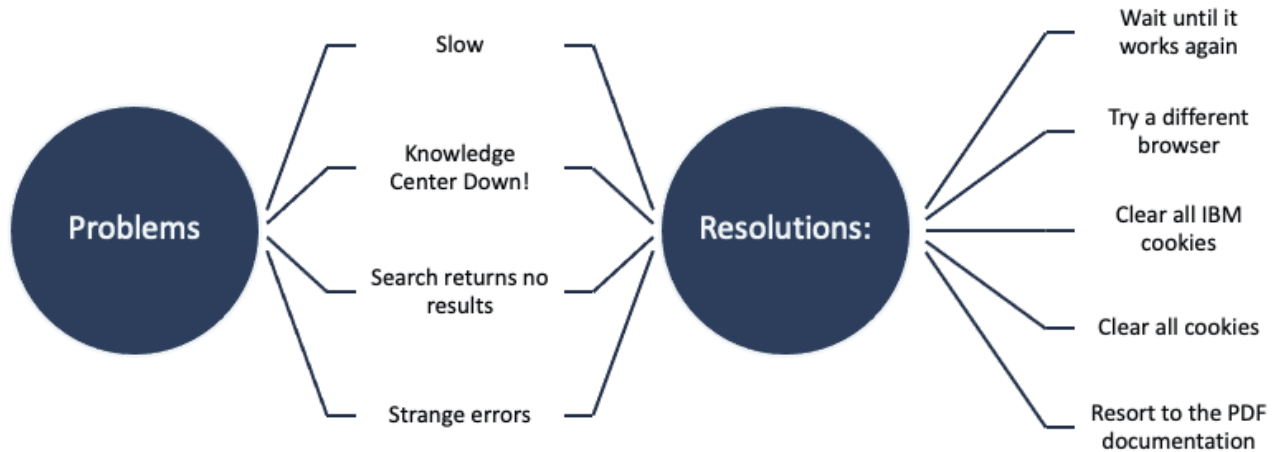 Problems
Slow
Knowledge
Center Down!
Search returns no
results
Strange errors
Resolutions:
Wait until it
works again
Try a different
browser
Clear all IBM
cookies
Clear all cookies
Resort to the PDF
documentation